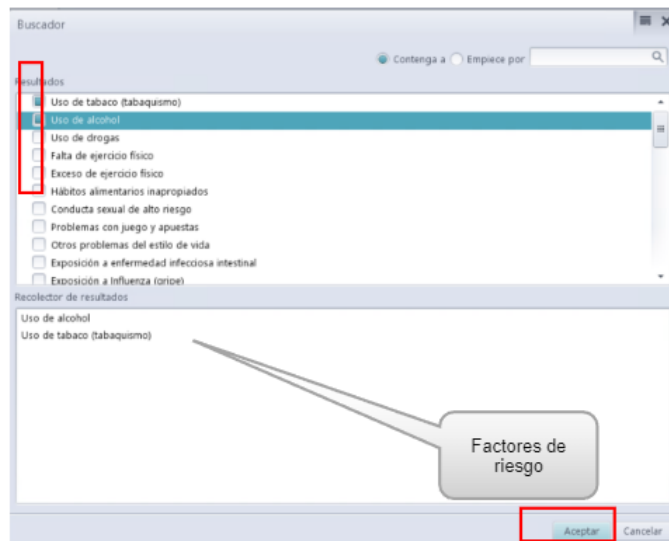 Buscador
Contenga a Empiece por
Resultados
Uso de tabaco (tabaquismo)
Uso de alcohol
Uso de drogas
Falta de ejercicio físico
Exceso de ejercicio físico
Hábitos alimentarios inapropiados
Conducta sexual de alto riesgo
Problemas con juego y apuestas
Otros problemas del estilo de vida
Exposición a enfermedad infecciosa intestinal
Exposición a Influenza (gripe)
Recolector de resultados
Uso de alcohol
Uso de tabaco (tabaquismo)
Factores de
riesgo
Aceptar Cancelar